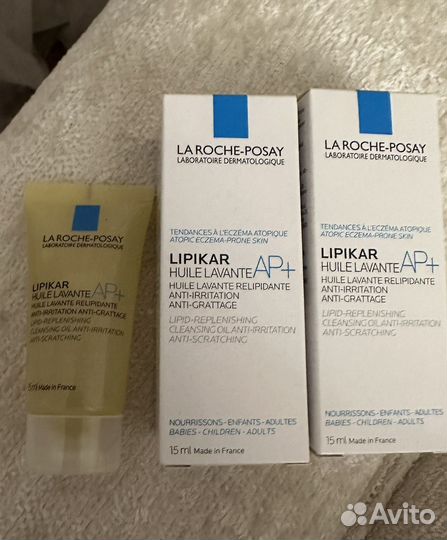 LA ROCHE-POSAY
LABORATOIRE DERMATOLOGIQUE
LIPIKAR
HUILE LAVANTE AP+
HUILE LAVANTE RELIPIDANTE
ANTI-IRRITATION ANTI-GRATTAGE
LIPID-REPLENISHING
CLEANSING OIL ANTI-IRRITATION
ANTI-SCRATCHING
15 ml Made in France
LA ROCHE-POSAY
LABORATOIRE DERMATOLOGIQUE
TENDANCES À L'ECZÉMA ATOPIQUE
ATOPIC ECZEMA-PRONE SKIN
LIPIKAR
HUILE LAVANTE AP+
HUILE LAVANTE RELIPIDANTE
ANTI-IRRITATION
ANTI-GRATTAGE
LIPID-REPLENISHING
CLEANSING OIL ANTI-IRRITATION
ANTI-SCRATCHING
NOURRISSONS - ENFANTS - ADULTES
BABIES - CHILDREN - ADULTS
15 ml Made in France
LA ROCHE-POSAY
LABORATOIRE DERMATOLOGIQUE
TENDANCES À L'ECZÉMA ATOPIQUE
ATOPIC ECZEMA-PRONE SKIN
LIPIKAR
HUILE LAVANTE AP+
HUILE LAVANTE RELIPIDANTE
ANTI-IRRITATION
ANTI-GRATTAGE
LIPID-REPLENISHING
CLEANSING OIL ANTI-IRRITATION
ANTI-SCRATCHING
NOURRISSONS - ENFANTS - ADULTES
BABIES - CHILDREN - ADULTS
15 ml Made in France
Avito